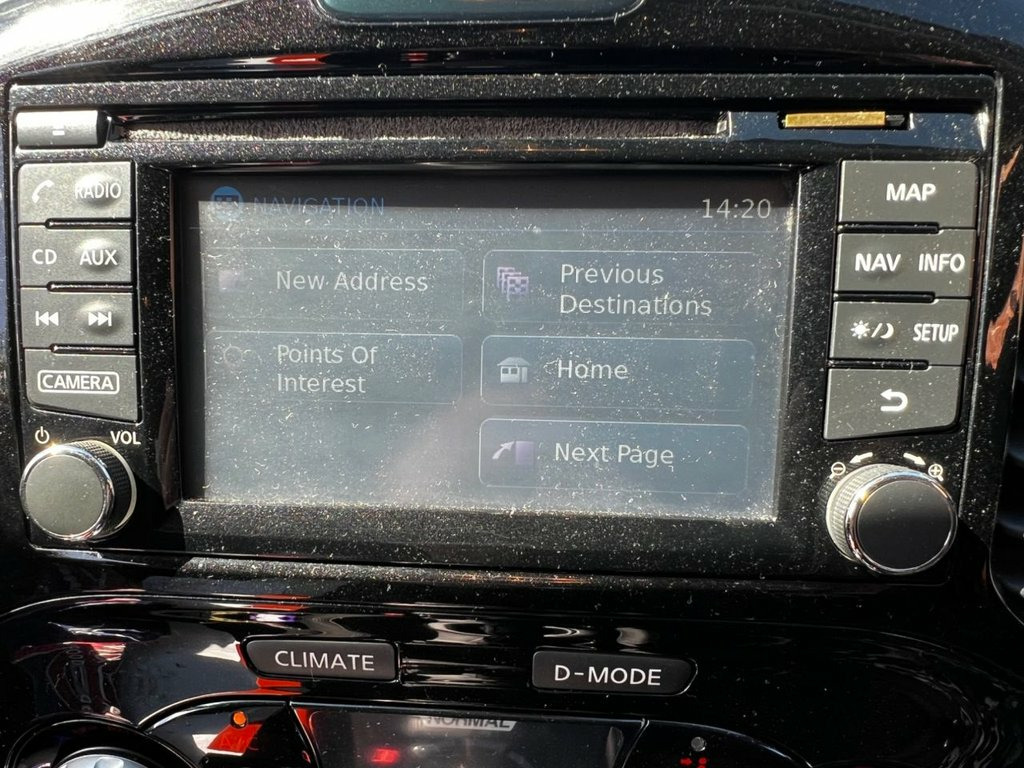 NAVIGATION
14:20
New Address
Previous
Destinations
Points Of
Interest
Home
Next Page
RADIO
CD AUX
CAMERA
VOL
MAP
NAV INFO
SETUP
CLIMATE
D-MODE
NORMAL